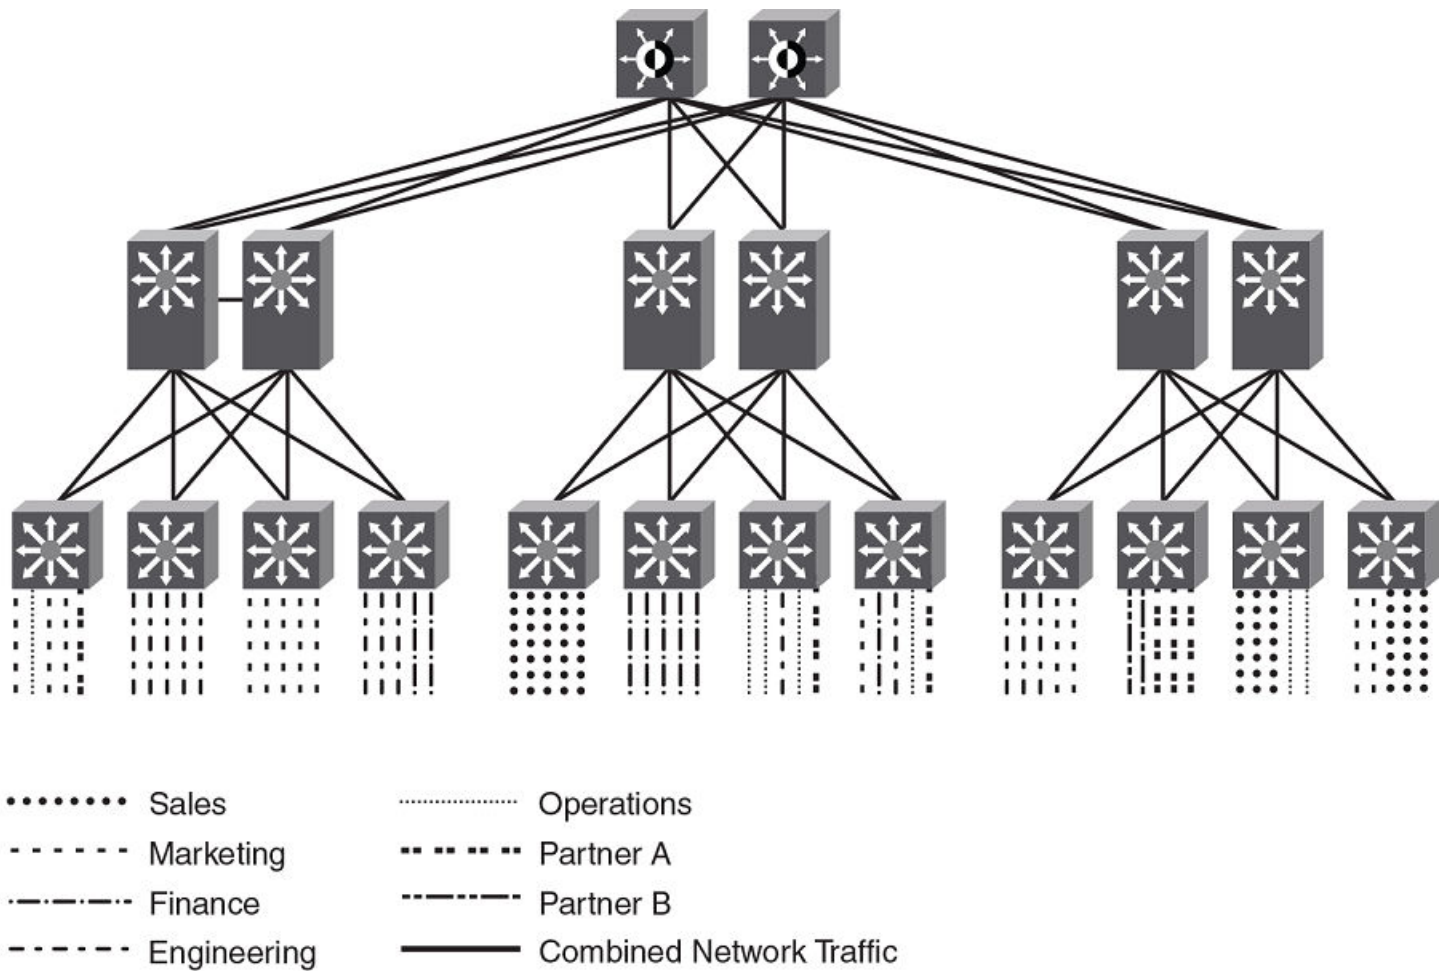 Sales
Marketing
Finance
Engineering
Operations
Partner A
Partner B
Combined Network Traffic